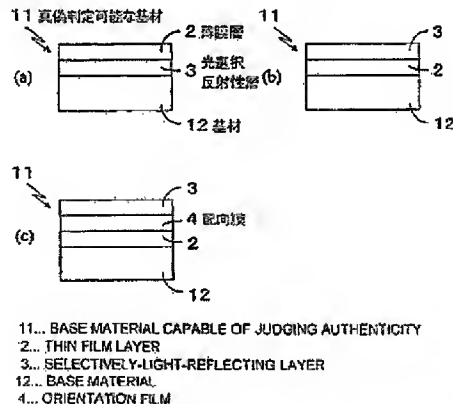 11 真偽判定可能な基材
2 薄膜層
3 光選択
反射性層
12 基材
(a)
11
3
2
12
(b)
11
3
4 配向膜
2
12
(c)
11... BASE MATERIAL CAPABLE OF JUDGING AUTHENTICITY
2... THIN FILM LAYER
3... SELECTIVELY-LIGHT-REFLECTING LAYER
12... BASE MATERIAL
4... ORIENTATION FILM